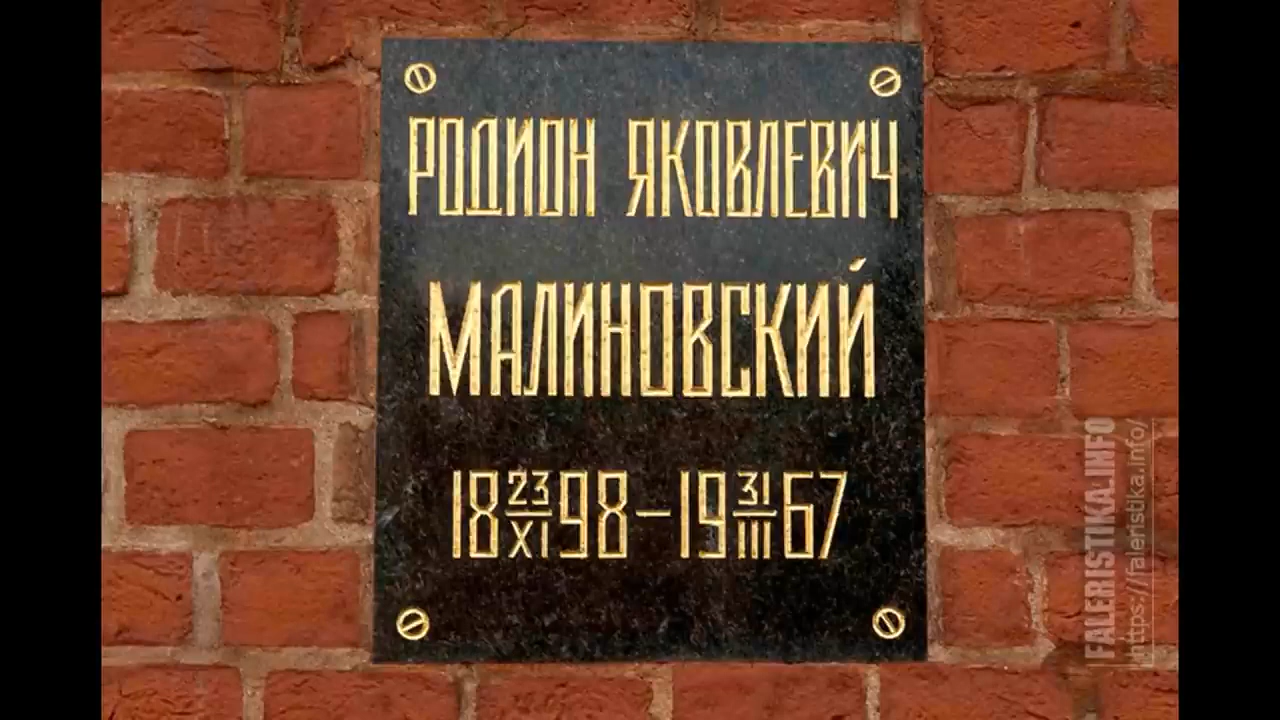 РОДИОН ЯКОВЛЕВИЧ
МАЛИНОВСКИЙ
18 23/XI 98 – 19 31/III 67
FALERISTIKA.INFO
https://faleristika.info/